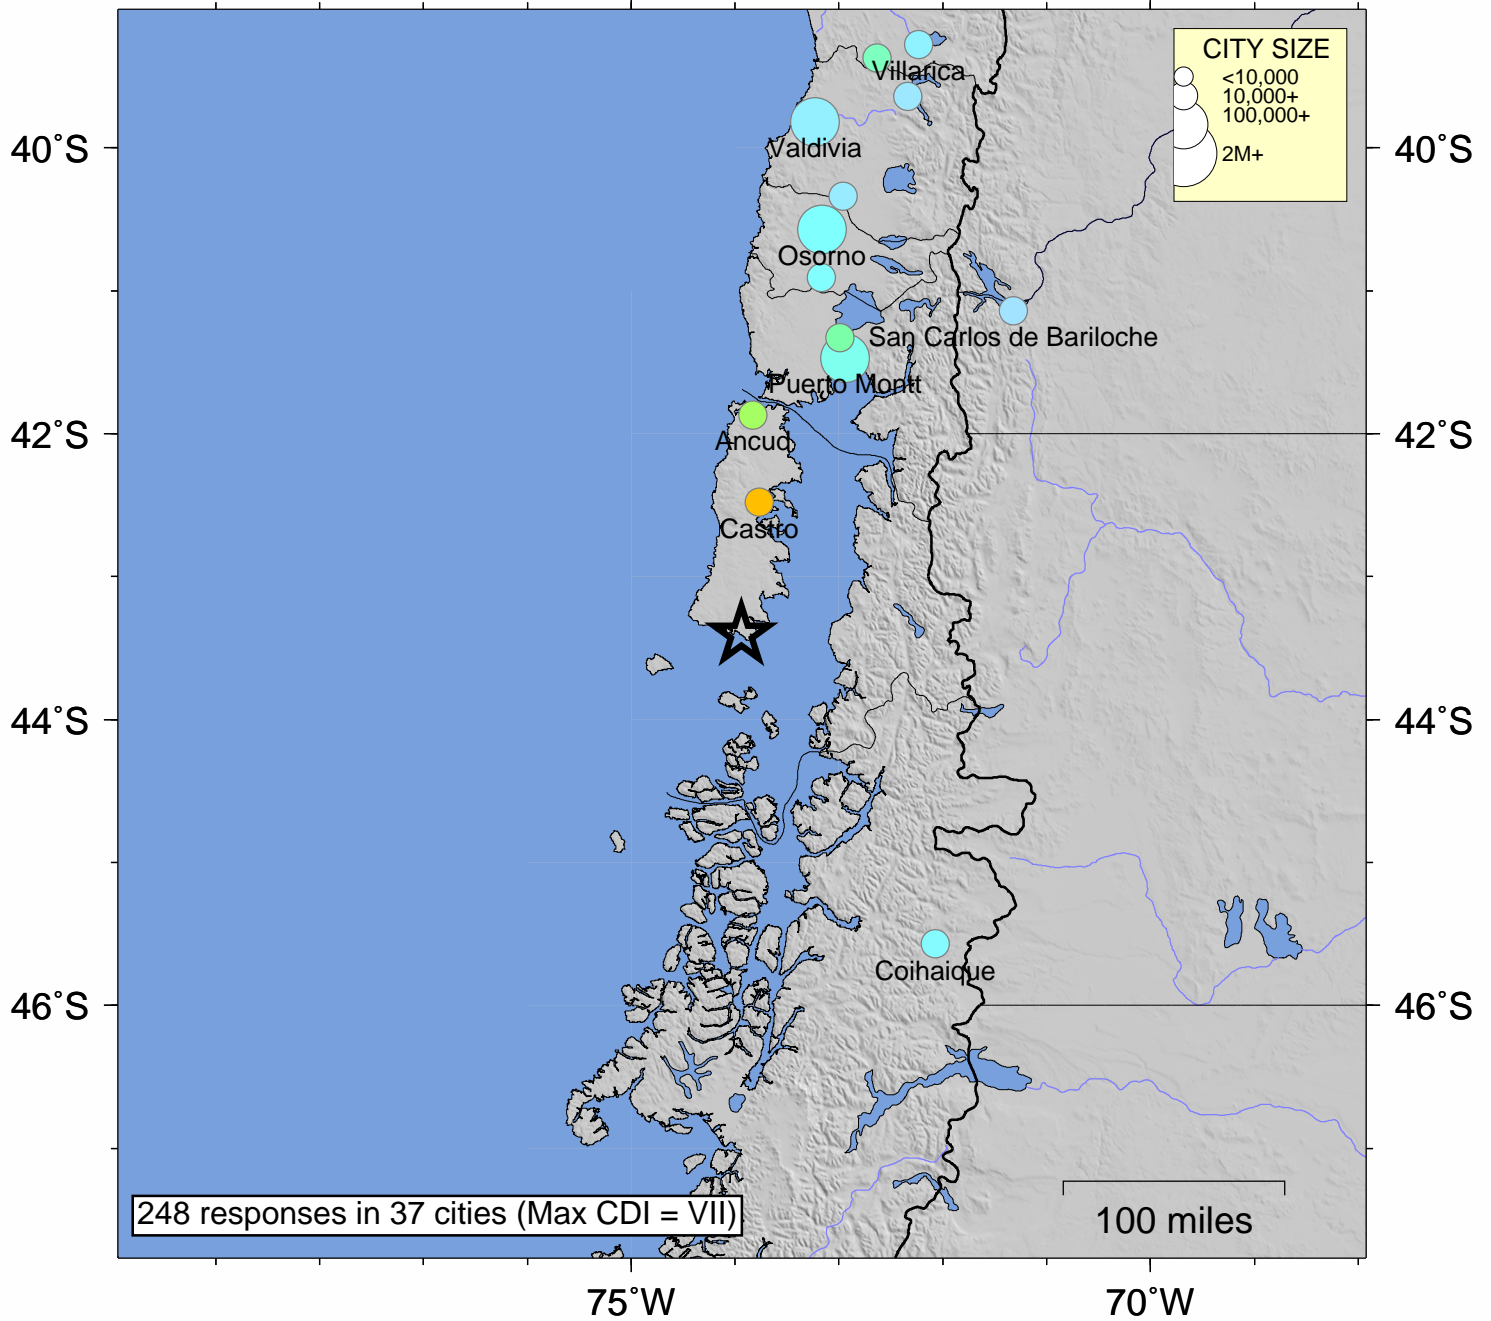 CITY SIZE
<10,000
10,000+
100,000+
2M+
Villarica
40°S
40°S
Valdivia
Osorno
San Carlos de Bariloche
Puerto Montt
42°S
42°S
Ancud
Castro
44°S
44°S
Coihaique
46°S
46°S
248 responses in 37 cities (Max CDI = VII)
100 miles
75°W
70°W